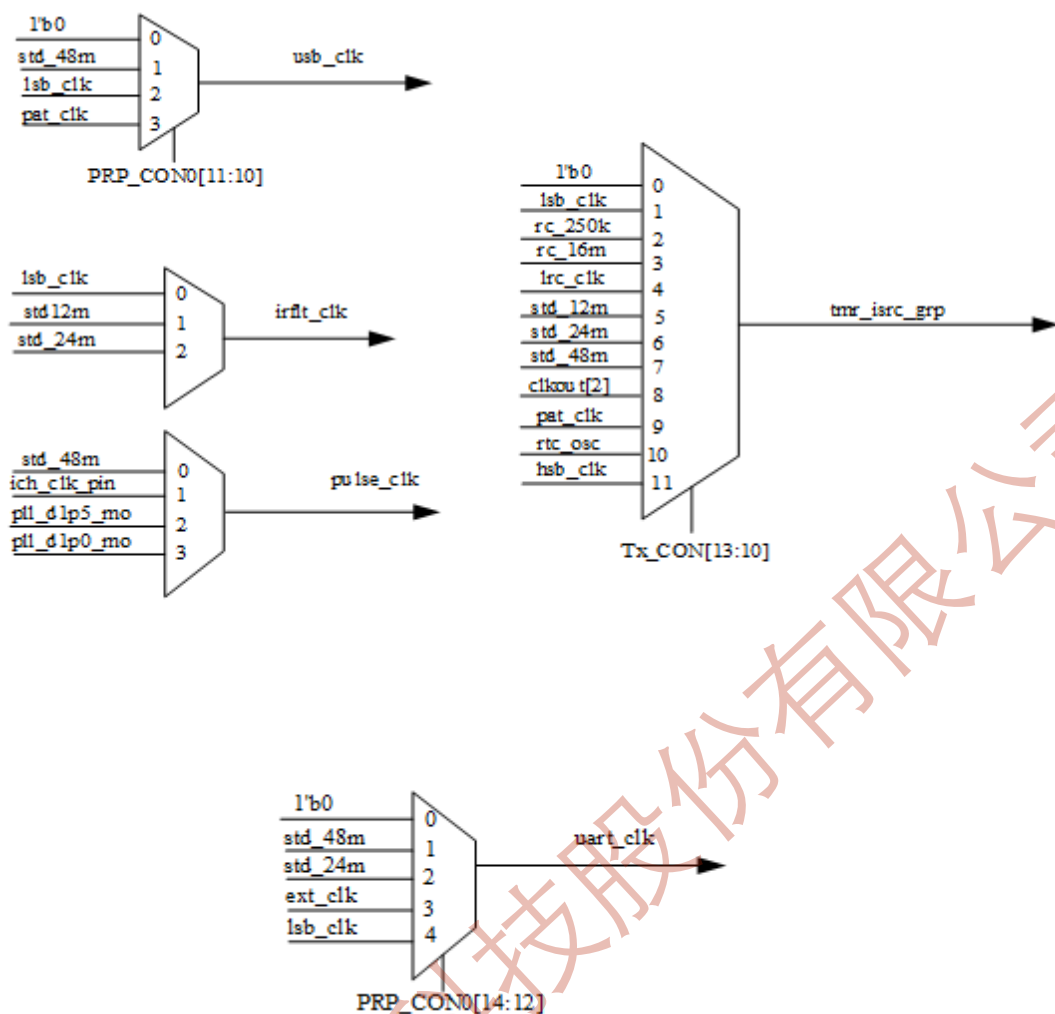 1'b0
0
std_48m
1
usb_clk
lsb_clk
2
pat_clk
3
PRP_CON0[11:10]
lsb_clk
0
std12m
1
irflt_clk
std_24m
2
std_48m
0
ich_clk_pin
1
pulse_clk
pll_d1p5_mo
2
pll_d1p0_mo
3
1'b0
0
lsb_clk
1
rc_250k
2
rc_16m
3
lrc_clk
4
std_12m
5
tmr_isrc_grp
std_24m
6
std_48m
7
clkout[2]
8
pat_clk
9
rtc_osc
10
hsb_clk
11
Tx_CON[13:10]
1'b0
0
std_48m
1
uart_clk
std_24m
2
ext_clk
3
lsb_clk
4
PRP_CON0[14:12]
技股份有限公